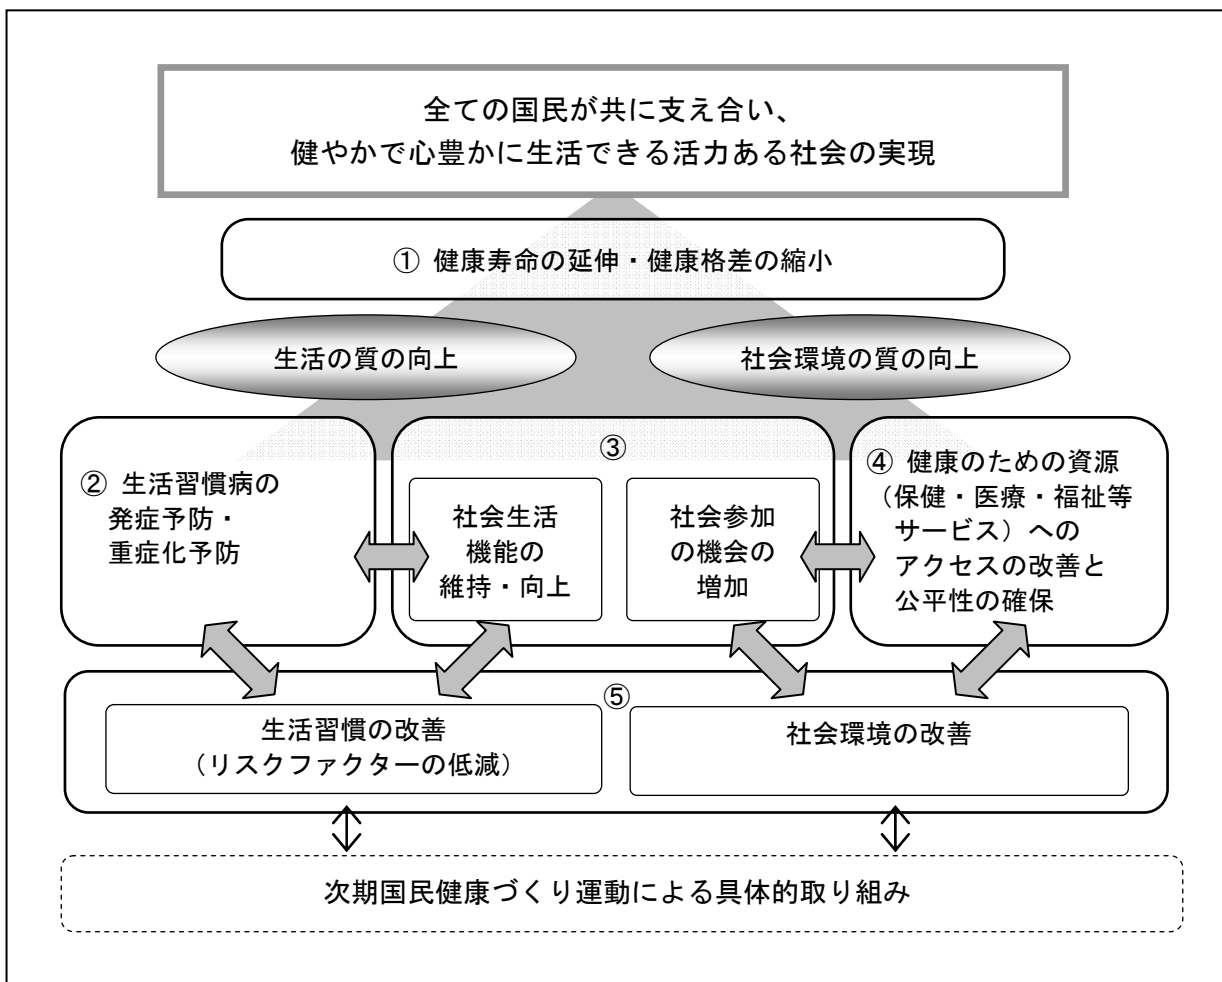 全ての国民が共に支え合い、
健やかで心豊かに生活できる活力ある社会の実現
① 健康寿命の延伸・健康格差の縮小
生活の質の向上
社会環境の質の向上
② 生活習慣病の
発症予防・
重症化予防
③
社会生活
機能の
維持・向上
社会参加
の機会の
増加
④ 健康のための資源
（保健・医療・福祉等
サービス）への
アクセスの改善と
公平性の確保
⑤
生活習慣の改善
（リスクファクターの低減）
社会環境の改善
次期国民健康づくり運動による具体的取り組み